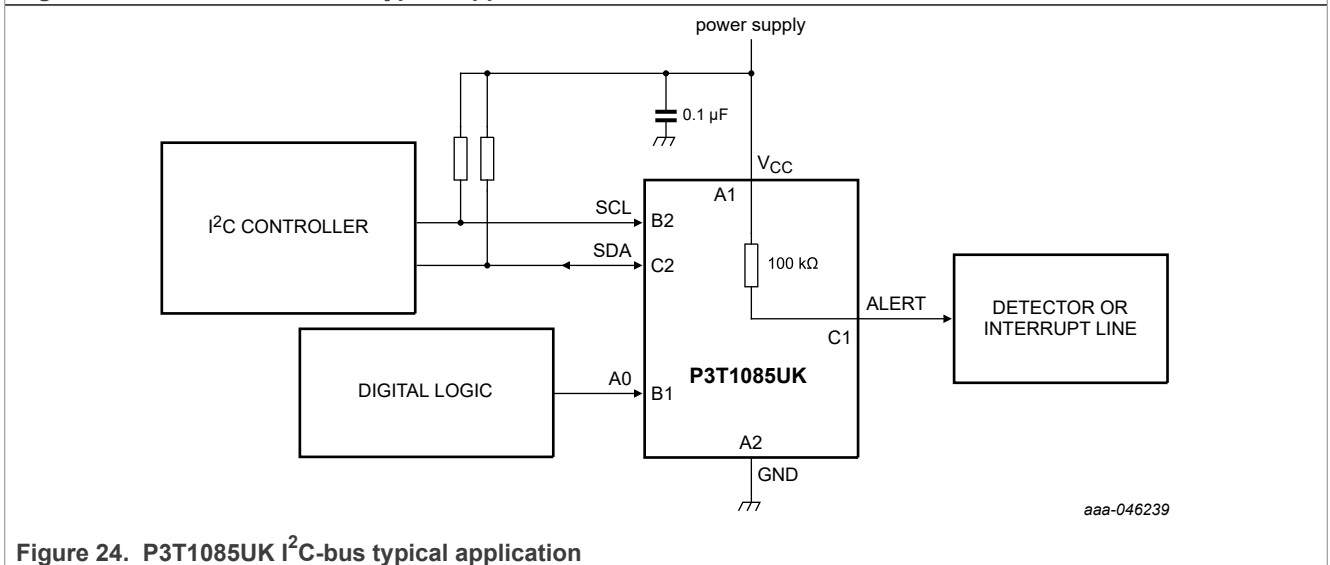 power supply
0.1 µF
VCC
A1
I²C CONTROLLER
SCL
B2
SDA
C2
100 kΩ
ALERT
C1
DETECTOR OR
INTERRUPT LINE
DIGITAL LOGIC
A0
B1
P3T1085UK
A2
GND
aaa-046239
Figure 24. P3T1085UK I²C-bus typical application